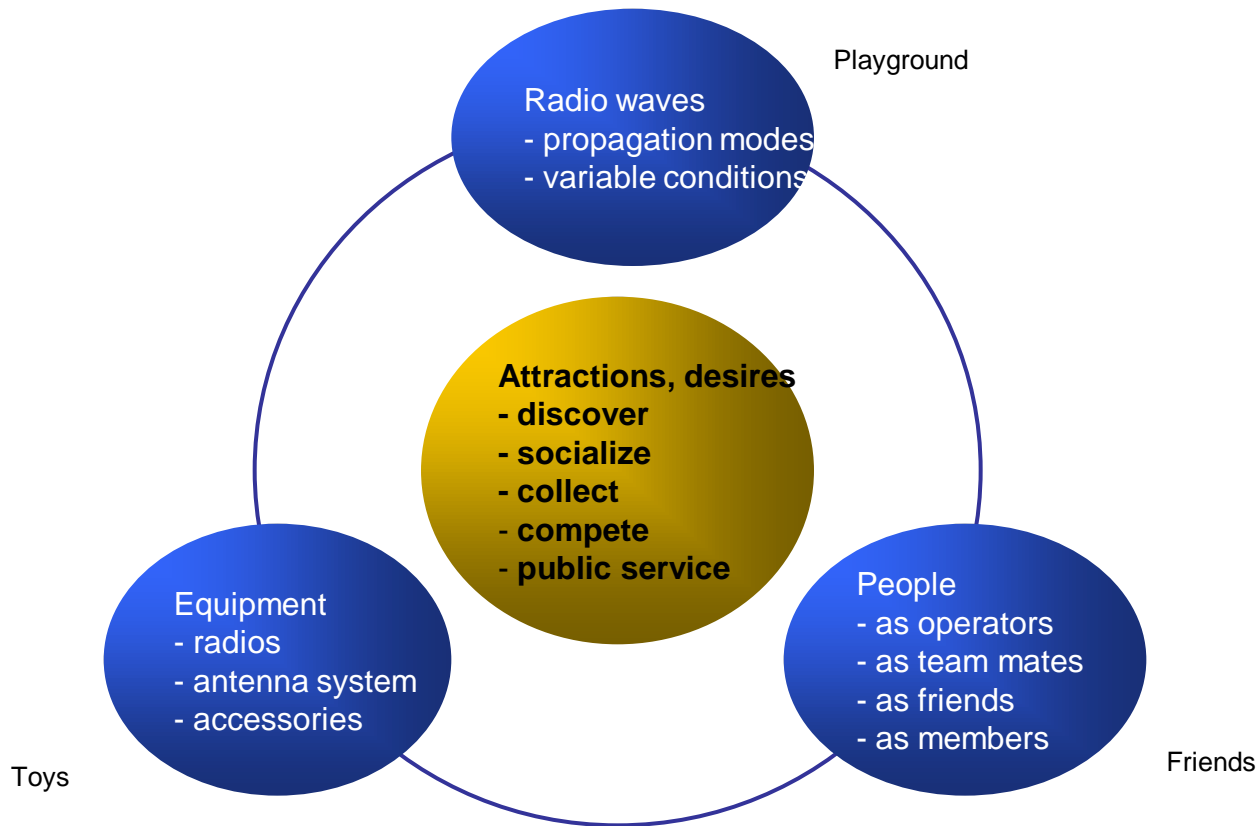 Playground
Radio waves
- propagation modes
- variable conditions
Attractions, desires
- discover
- socialize
- collect
- compete
- public service
Equipment
- radios
- antenna system
- accessories
People
- as operators
- as team mates
- as friends
- as members
Toys
Friends